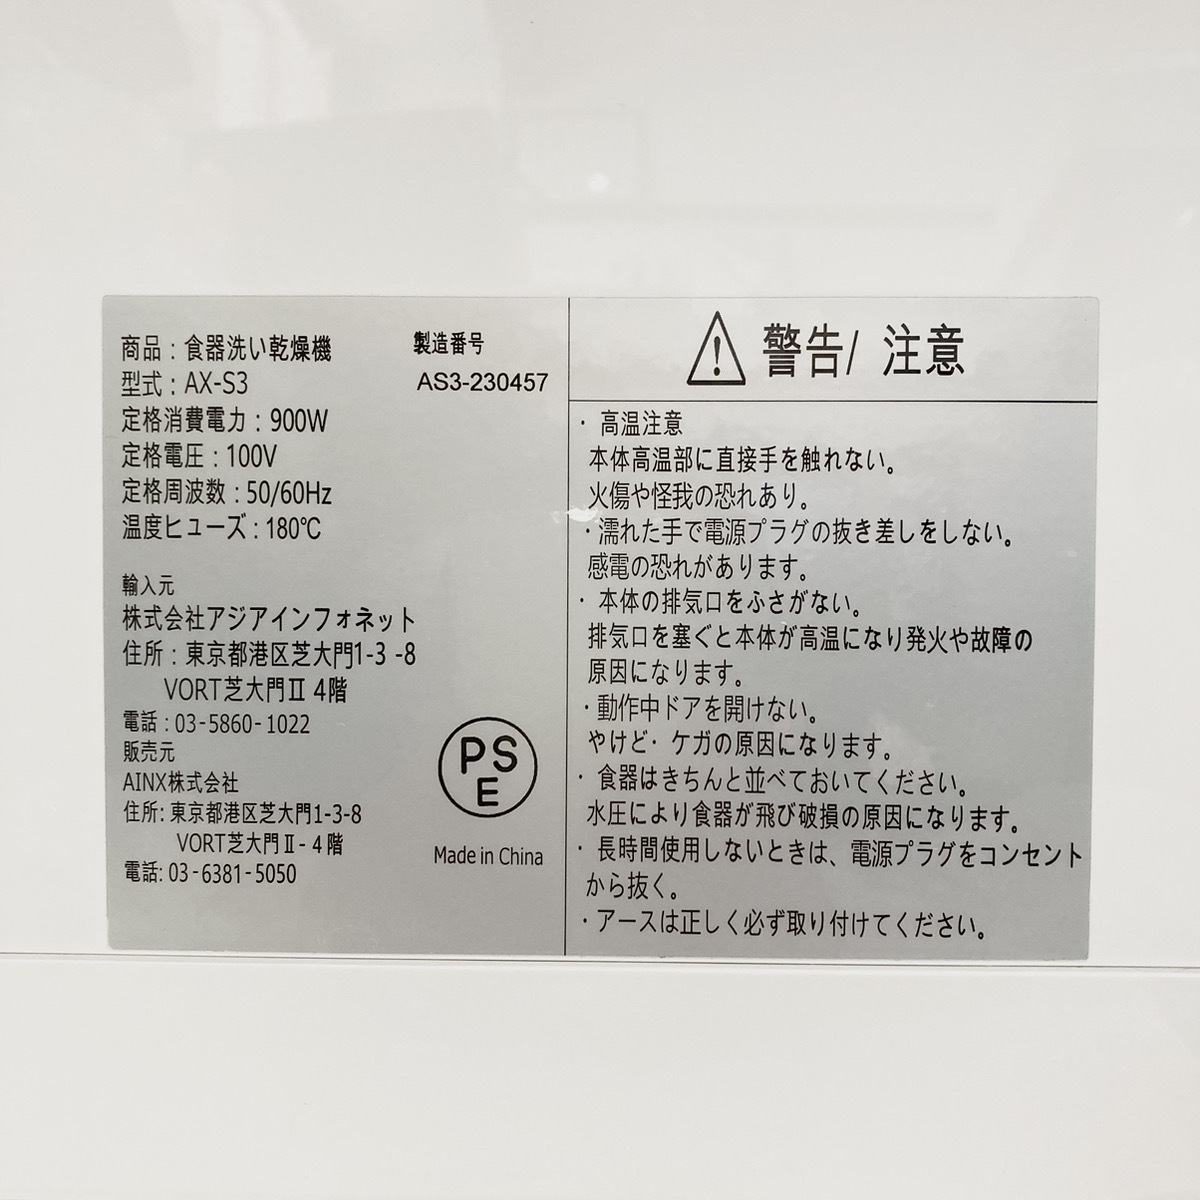 商品：食器洗い乾燥機
型式：AX-S3
定格消費電力：900W
定格電圧：100V
定格周波数：50/60Hz
温度ヒューズ：180℃
製造番号
AS3-230457
輸入元
株式会社アジアインフォネット
住所：東京都港区芝大門1-3 -8
VORT芝大門Ⅱ 4階
電話：03-5860-1022
販売元
AINX株式会社
住所: 東京都港区芝大門1-3-8
VORT芝大門Ⅱ- 4階
電話: 03-6381-5050
PS
E
Made in China
警告/ 注意
・ 高温注意
本体高温部に直接手を触れない。
火傷や怪我の恐れあり。
・濡れた手で電源プラグの抜き差しをしない。
感電の恐れがあります。
・ 本体の排気口をふさがない。
排気口を塞ぐと本体が高温になり発火や故障の
原因になります。
・動作中ドアを開けない。
やけど・ケガの原因になります。
・ 食器はきちんと並べておいてください。
水圧により食器が飛び破損の原因になります。
・ 長時間使用しないときは、電源プラグをコンセント
から抜く。
・アースは正しく必ず取り付けてください。